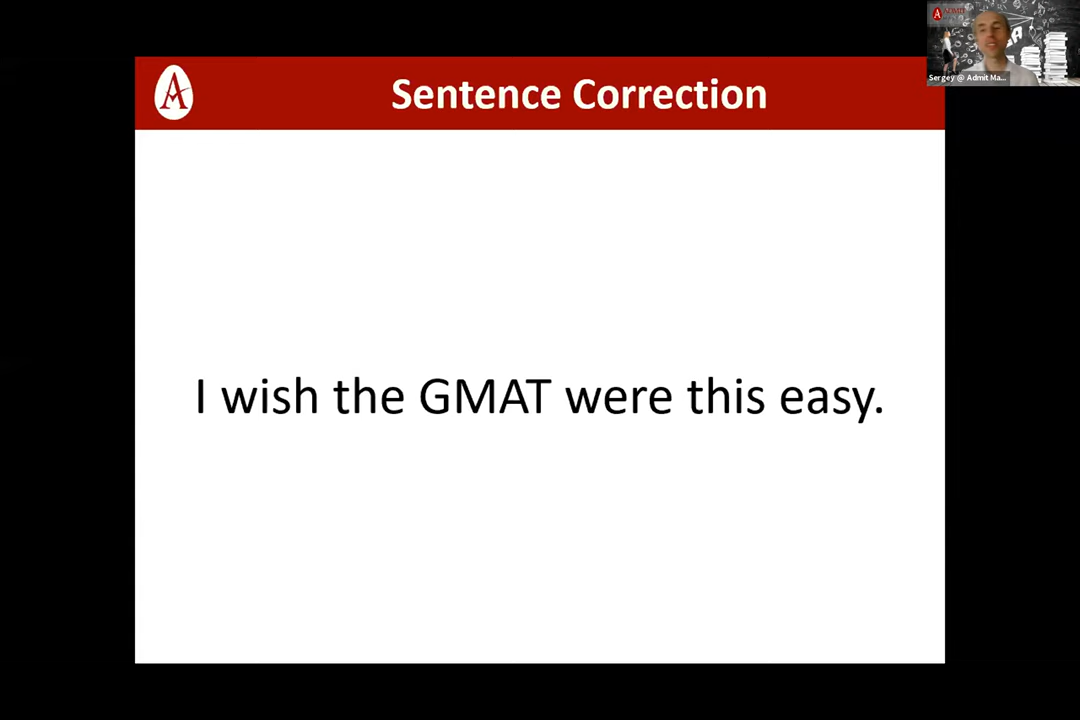 Sentence Correction
I wish the GMAT were this easy.
Sergey @ Admit Ma...